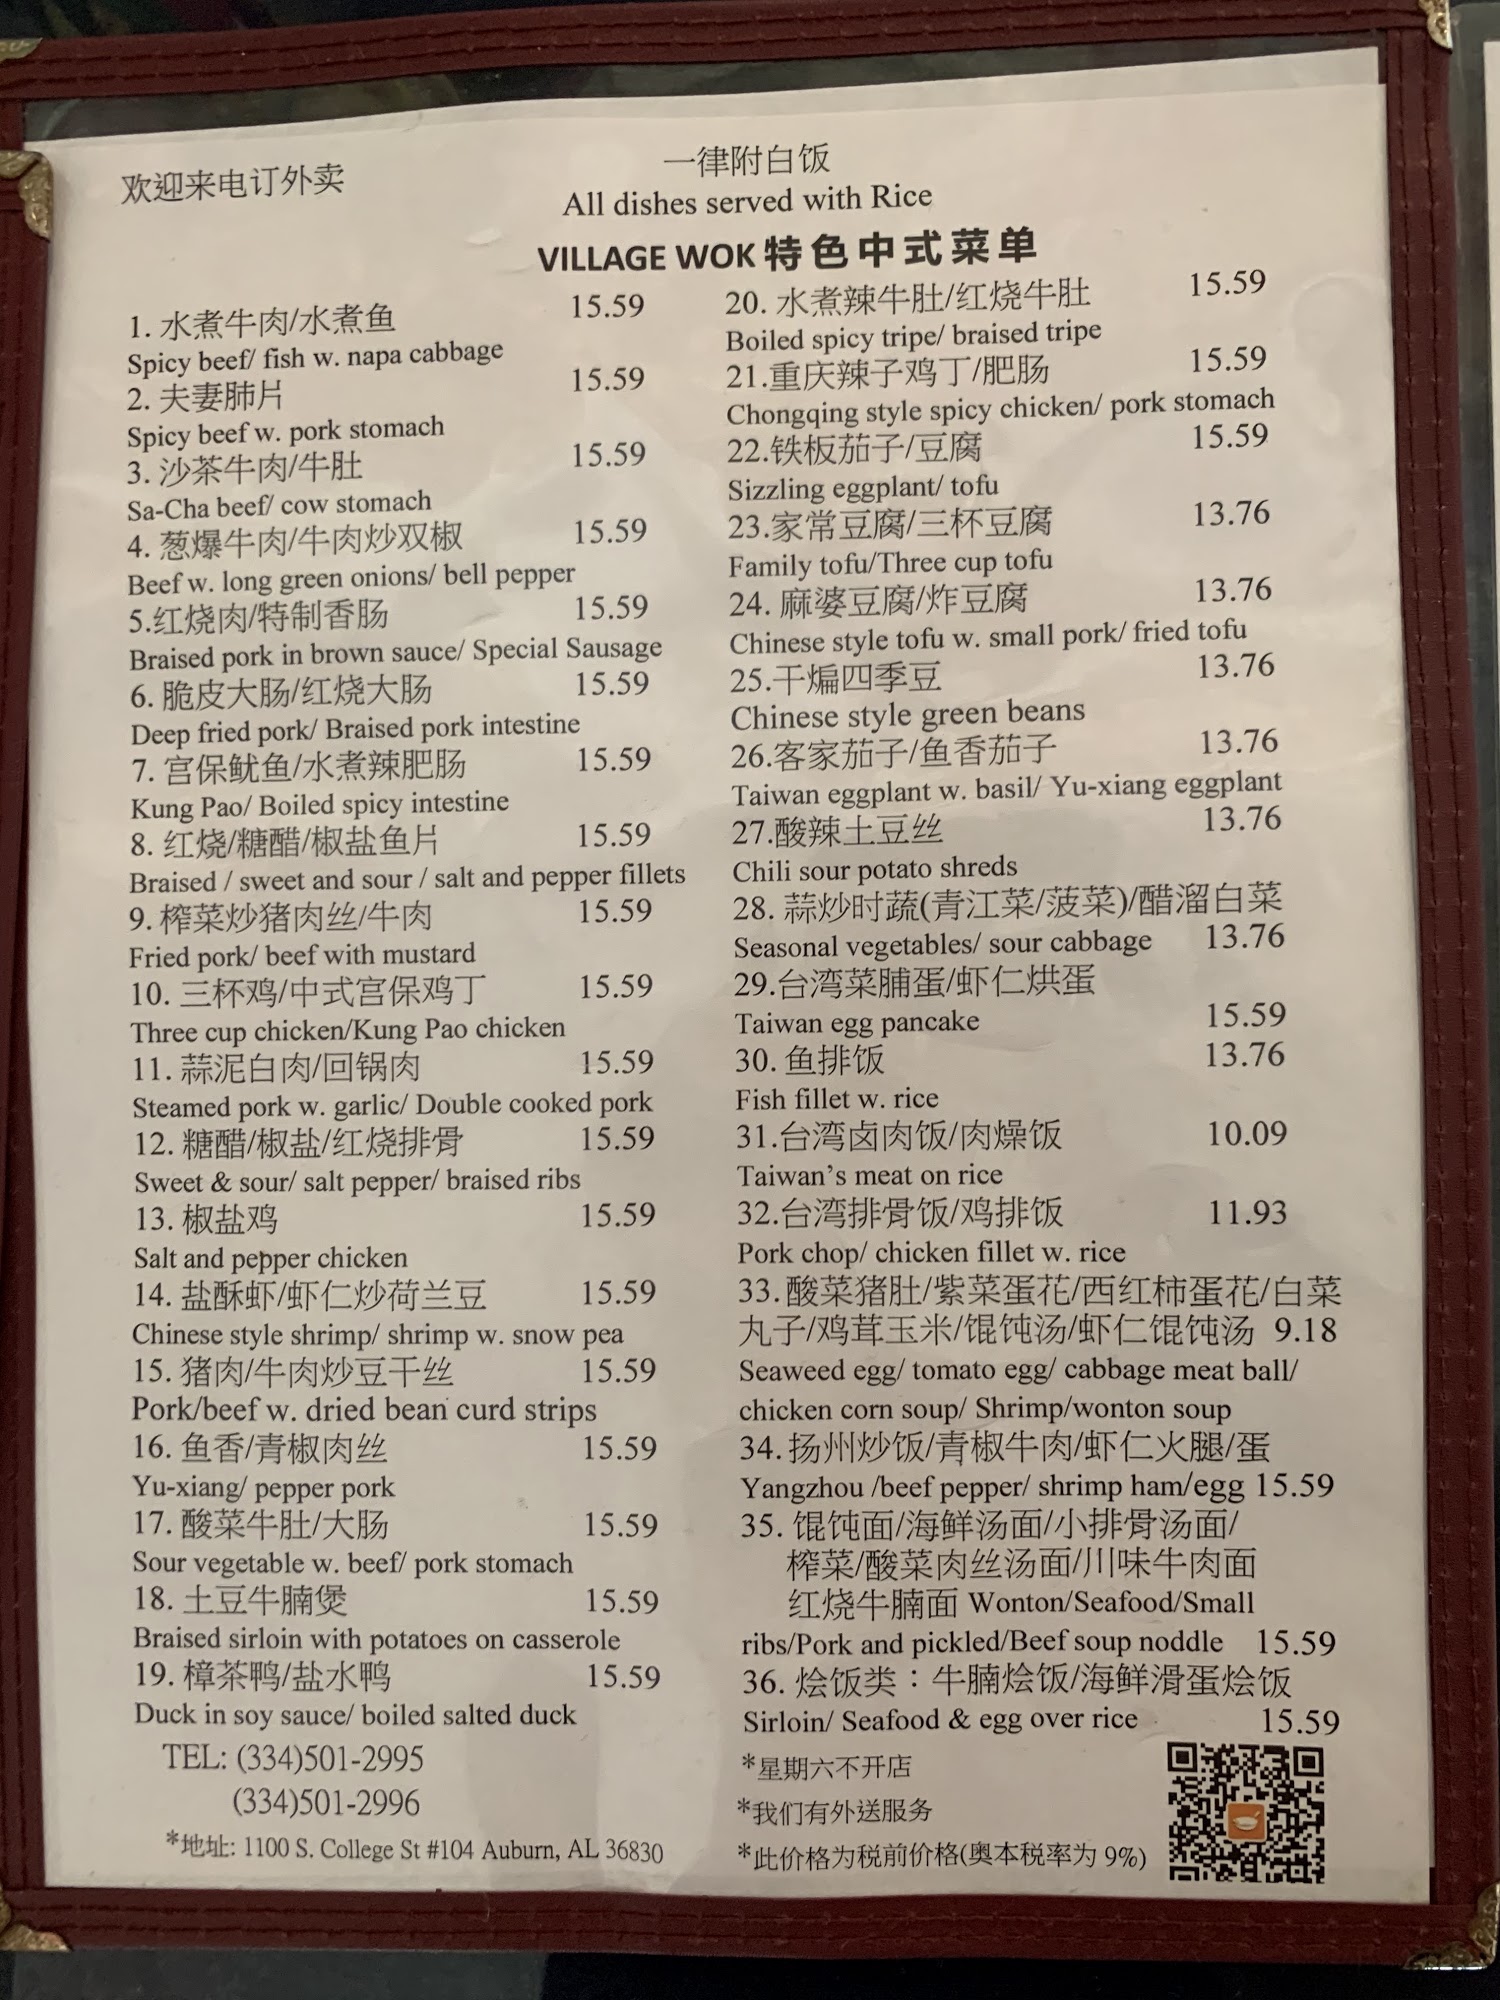 欢迎来电订外卖
一律附白饭
All dishes served with Rice
VILLAGE WOK 特色中式菜单
1. 水煮牛肉/水煮鱼 15.59
Spicy beef/ fish w. napa cabbage
2. 夫妻肺片 15.59
Spicy beef w. pork stomach
3. 沙茶牛肉/牛肚 15.59
Sa-Cha beef/ cow stomach
4. 葱爆牛肉/牛肉炒双椒 15.59
Beef w. long green onions/ bell pepper
5.红烧肉/特制香肠 15.59
Braised pork in brown sauce/ Special Sausage
6. 脆皮大肠/红烧大肠 15.59
Deep fried pork/ Braised pork intestine
7. 宫保鱿鱼/水煮辣肥肠 15.59
Kung Pao/ Boiled spicy intestine
8. 红烧/糖醋/椒盐鱼片 15.59
Braised / sweet and sour / salt and pepper fillets
9. 榨菜炒猪肉丝/牛肉 15.59
Fried pork/ beef with mustard
10. 三杯鸡/中式宫保鸡丁 15.59
Three cup chicken/Kung Pao chicken
11. 蒜泥白肉/回锅肉 15.59
Steamed pork w. garlic/ Double cooked pork
12. 糖醋/椒盐/红烧排骨 15.59
Sweet & sour/ salt pepper/ braised ribs
13. 椒盐鸡 15.59
Salt and pepper chicken
14. 盐酥虾/虾仁炒荷兰豆 15.59
Chinese style shrimp/ shrimp w. snow pea
15. 猪肉/牛肉炒豆干丝 15.59
Pork/beef w. dried bean curd strips
16. 鱼香/青椒肉丝 15.59
Yu-xiang/ pepper pork
17. 酸菜牛肚/大肠 15.59
Sour vegetable w. beef/ pork stomach
18. 土豆牛腩煲 15.59
Braised sirloin with potatoes on casserole
19. 樟茶鸭/盐水鸭 15.59
Duck in soy sauce/ boiled salted duck
TEL: (334)501-2995
(334)501-2996
*地址: 1100 S. College St #104 Auburn, AL 36830
20. 水煮辣牛肚/红烧牛肚 15.59
Boiled spicy tripe/ braised tripe
21.重庆辣子鸡丁/肥肠 15.59
Chongqing style spicy chicken/ pork stomach
22.铁板茄子/豆腐 15.59
Sizzling eggplant/ tofu
23.家常豆腐/三杯豆腐 13.76
Family tofu/Three cup tofu
24. 麻婆豆腐/炸豆腐 13.76
Chinese style tofu w. small pork/ fried tofu
25.干煸四季豆 13.76
Chinese style green beans
26.客家茄子/鱼香茄子 13.76
Taiwan eggplant w. basil/ Yu-xiang eggplant
27.酸辣土豆丝 13.76
Chili sour potato shreds
28. 蒜炒时蔬(青江菜/菠菜)/醋溜白菜
Seasonal vegetables/ sour cabbage 13.76
29.台湾菜脯蛋/虾仁烘蛋
Taiwan egg pancake 15.59
30. 鱼排饭 13.76
Fish fillet w. rice
31.台湾卤肉饭/肉燥饭 10.09
Taiwan’s meat on rice
32.台湾排骨饭/鸡排饭 11.93
Pork chop/ chicken fillet w. rice
33.酸菜猪肚/紫菜蛋花/西红柿蛋花/白菜
丸子/鸡茸玉米/馄饨汤/虾仁馄饨汤 9.18
Seaweed egg/ tomato egg/ cabbage meat ball/
chicken corn soup/ Shrimp/wonton soup
34.扬州炒饭/青椒牛肉/虾仁火腿/蛋
Yangzhou /beef pepper/ shrimp ham/egg 15.59
35. 馄饨面/海鲜汤面/小排骨汤面/
榨菜/酸菜肉丝汤面/川味牛肉面
红烧牛腩面 Wonton/Seafood/Small
ribs/Pork and pickled/Beef soup noddle 15.59
36. 烩饭类：牛腩烩饭/海鲜滑蛋烩饭
Sirloin/ Seafood & egg over rice 15.59
*星期六不开店
*我们有外送服务
*此价格为税前价格(奥本税率为 9%)